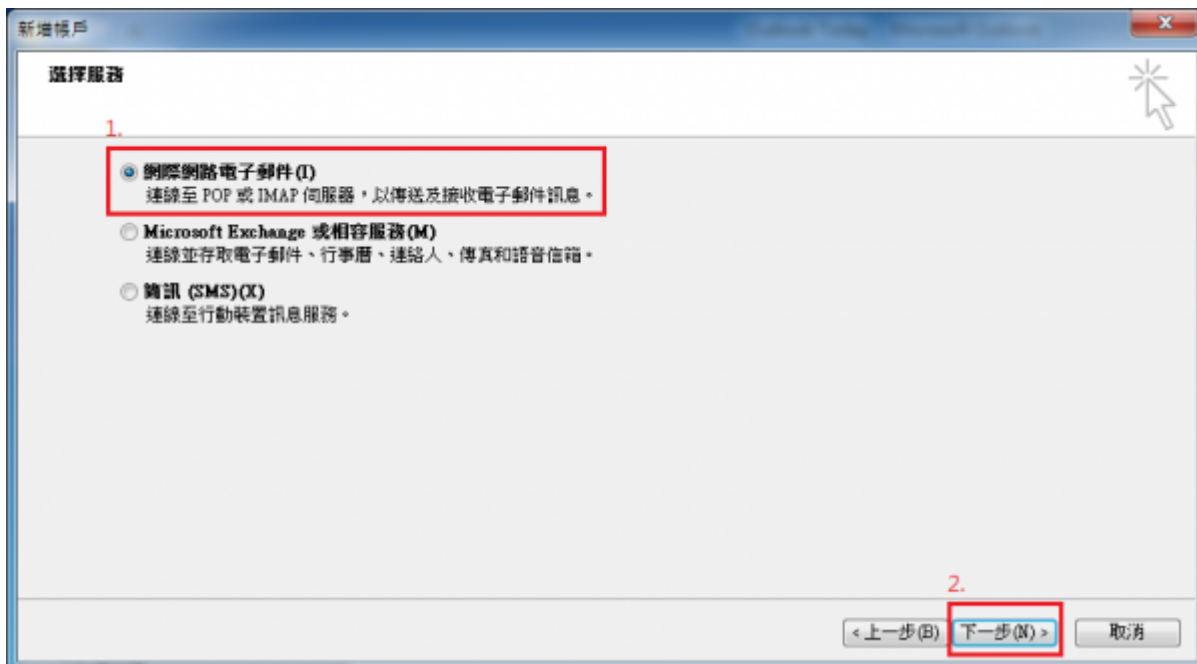 新增帳戶
選擇服務
1.
網際網路電子郵件(I)
連線至 POP 或 IMAP 伺服器，以傳送及接收電子郵件訊息。
Microsoft Exchange 或相容服務(M)
連線並存取電子郵件、行事曆、連絡人、傳真和語音信箱。
簡訊 (SMS)(X)
連線至行動裝置訊息服務。
2.
< 上一步(B) 下一步(N) > 取消